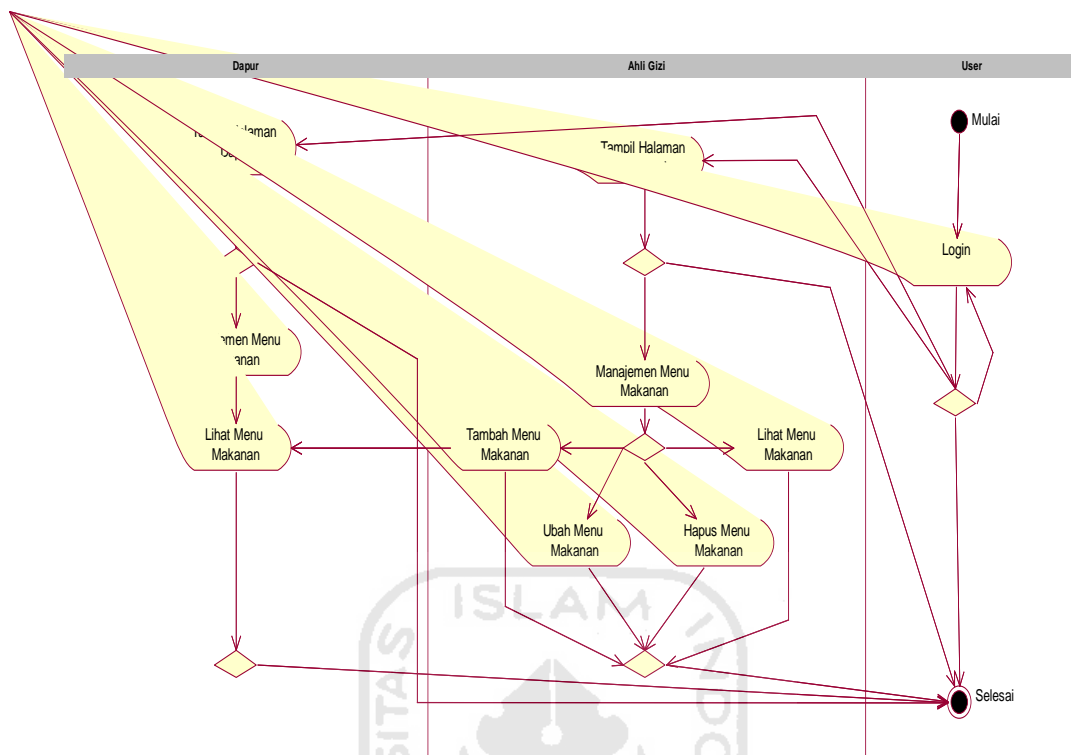 Dapur
Ahli Gizi
User
Mulai
Tampil Halaman
Login
Menu
Manajemen Menu
Makanan
Lihat Menu
Makanan
Tambah Menu
Makanan
Lihat Menu
Makanan
Ubah Menu
Makanan
Hapus Menu
Makanan
ISLAM
Selesai